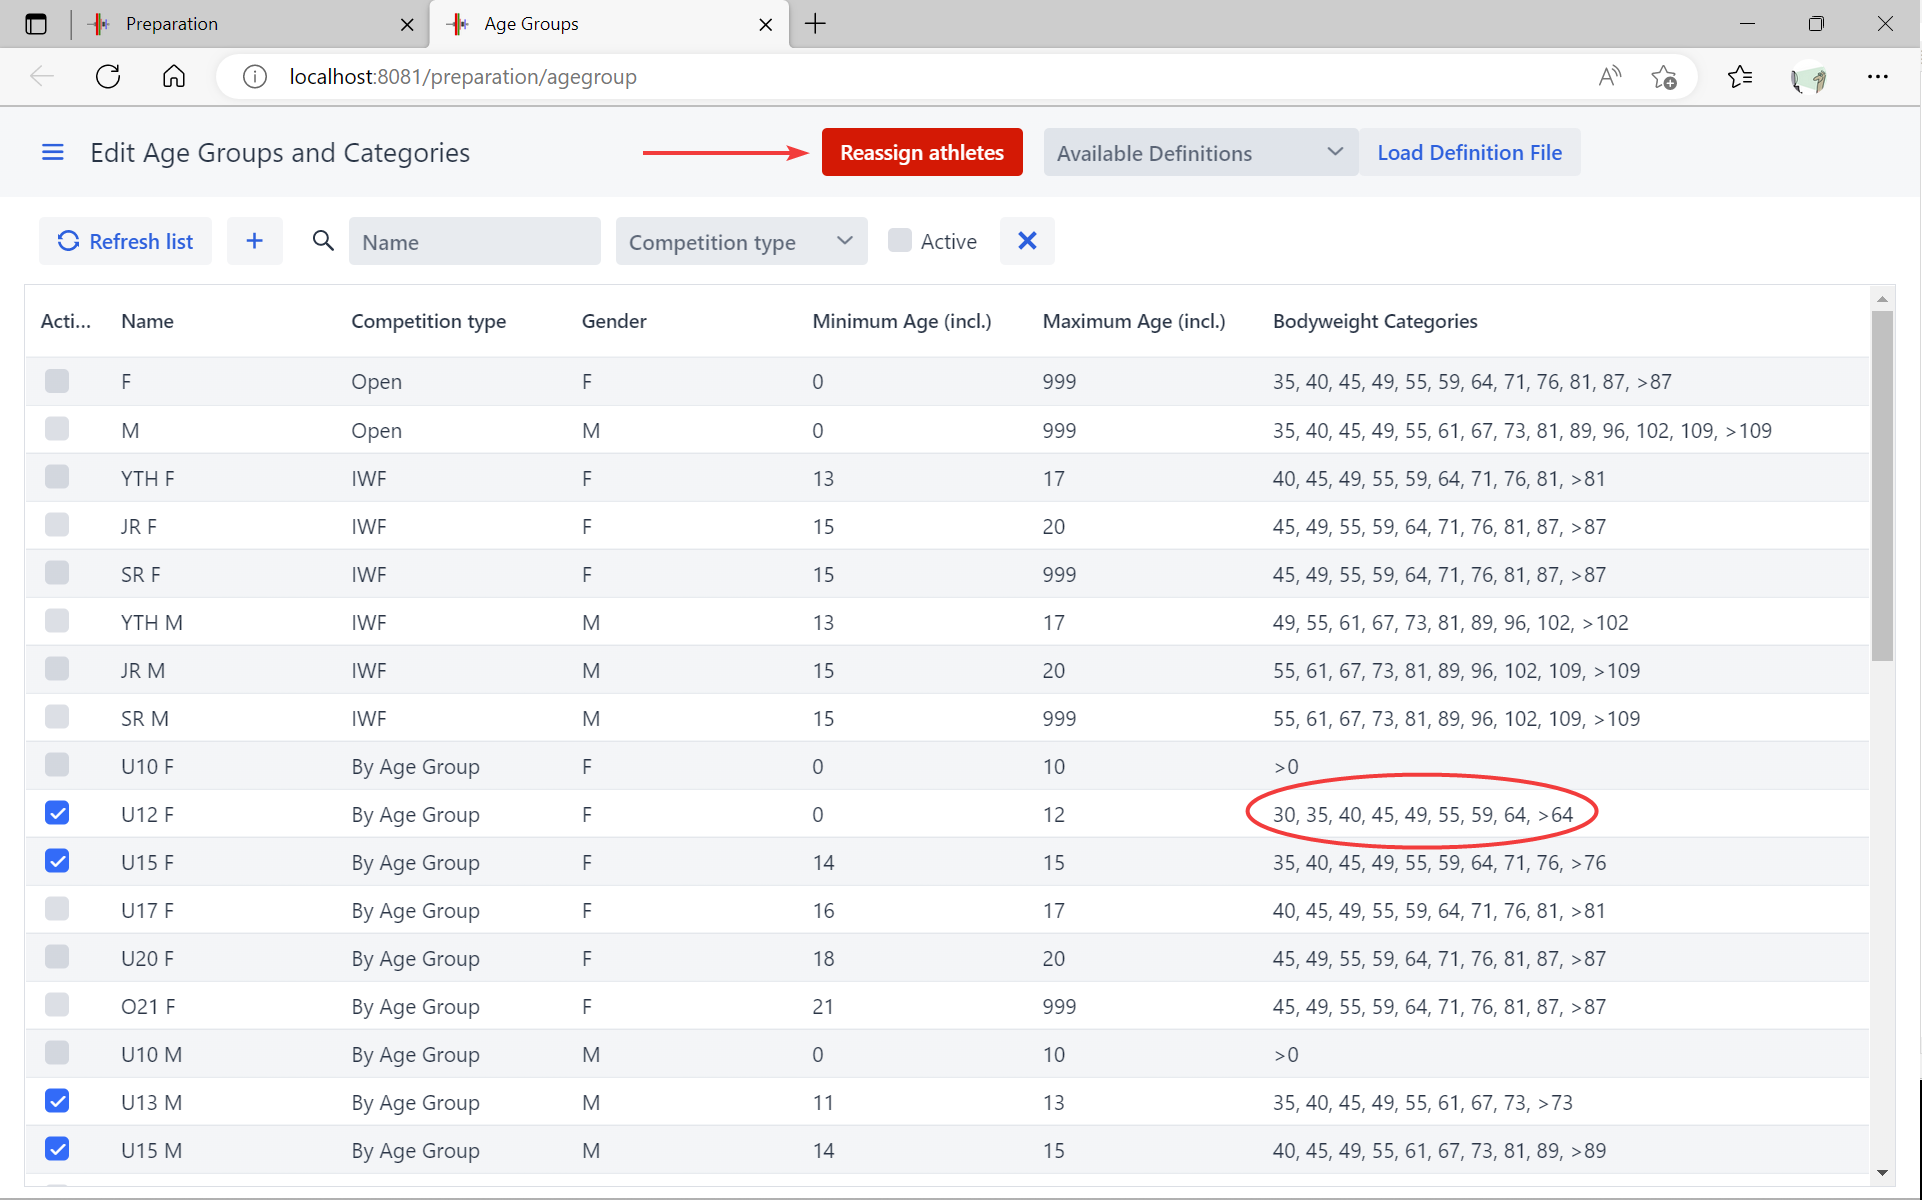 Preparation
Age Groups
localhost:8081/preparation/agegroup
Edit Age Groups and Categories
Reassign athletes
Available Definitions
Load Definition File
Refresh list
Name
Competition type
Active
Acti... Name Competition type Gender Minimum Age (incl.) Maximum Age (incl.) Bodyweight Categories
F Open F 0 999 35, 40, 45, 49, 55, 59, 64, 71, 76, 81, 87, >87
M Open M 0 999 35, 40, 45, 49, 55, 61, 67, 73, 81, 89, 96, 102, 109, >109
YTH F IWF F 13 17 40, 45, 49, 55, 59, 64, 71, 76, 81, >81
JR F IWF F 15 20 45, 49, 55, 59, 64, 71, 76, 81, 87, >87
SR F IWF F 15 999 45, 49, 55, 59, 64, 71, 76, 81, 87, >87
YTH M IWF M 13 17 49, 55, 61, 67, 73, 81, 89, 96, 102, >102
JR M IWF M 15 20 55, 61, 67, 73, 81, 89, 96, 102, 109, >109
SR M IWF M 15 999 55, 61, 67, 73, 81, 89, 96, 102, 109, >109
U10 F By Age Group F 0 10 >0
U12 F By Age Group F 0 12 30, 35, 40, 45, 49, 55, 59, 64, >64
U15 F By Age Group F 14 15 35, 40, 45, 49, 55, 59, 64, 71, 76, >76
U17 F By Age Group F 16 17 40, 45, 49, 55, 59, 64, 71, 76, 81, >81
U20 F By Age Group F 18 20 45, 49, 55, 59, 64, 71, 76, 81, 87, >87
O21 F By Age Group F 21 999 45, 49, 55, 59, 64, 71, 76, 81, 87, >87
U10 M By Age Group M 0 10 >0
U13 M By Age Group M 11 13 35, 40, 45, 49, 55, 61, 67, 73, >73
U15 M By Age Group M 14 15 40, 45, 49, 55, 61, 67, 73, 81, 89, >89